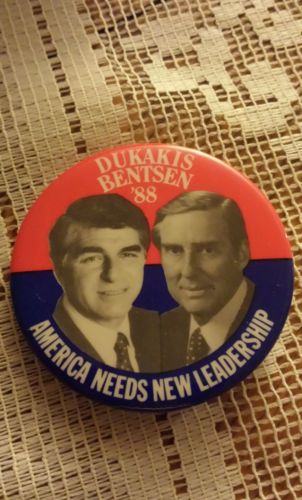 DUKAKIS
BENTSEN
'88
AMERICA NEEDS NEW LEADERSHIP